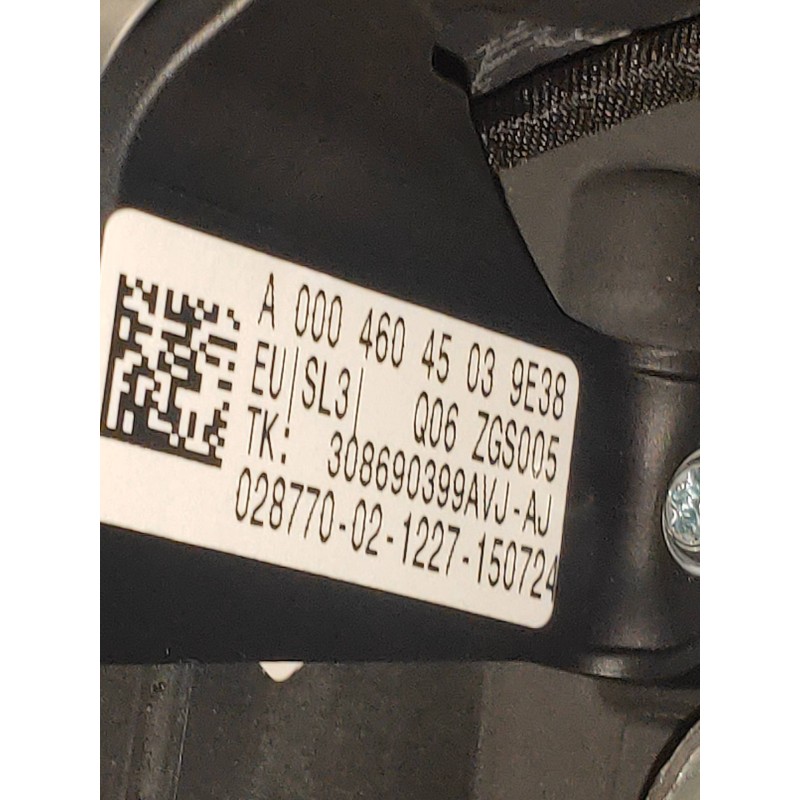 A 000 460 45 03 9E38
EU|SL3| Q06 ZGS005
TK: 308690399AVJ-AJ
028770-02-1227-150724